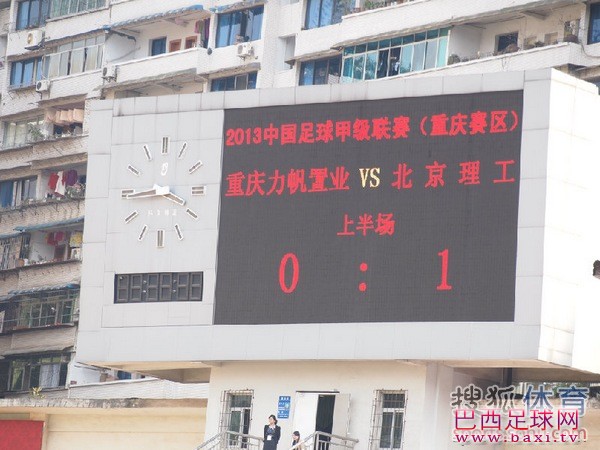 2013中国足球甲级联赛（重庆赛区）
重庆力帆置业 VS 北京理工
上半场
0 : 1
搜狐体育
巴西足球网
www.baxi.tv